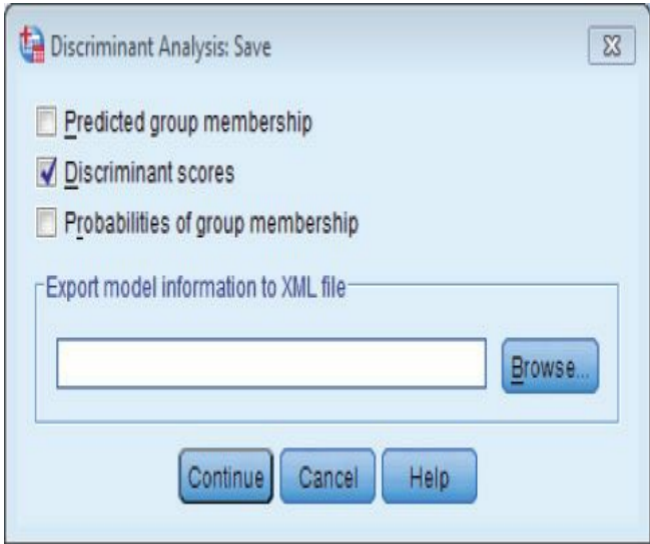 Discriminant Analysis: Save
Predicted group membership
Discriminant scores
Probabilities of group membership
Export model information to XML file
Browse...
Continue Cancel Help